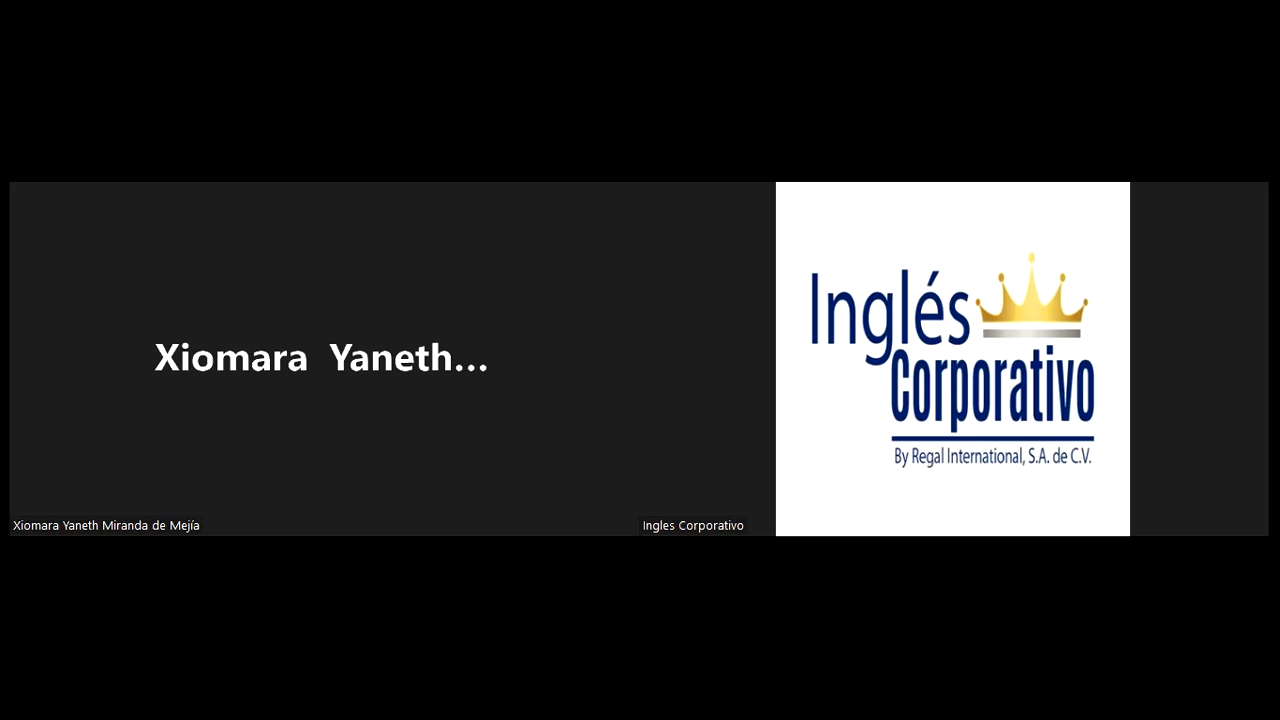 Xiomara Yaneth...
Xiomara Yaneth Miranda de Mejía
Inglés
Corporativo
By Regal International, S.A. de C.V.
Ingles Corporativo